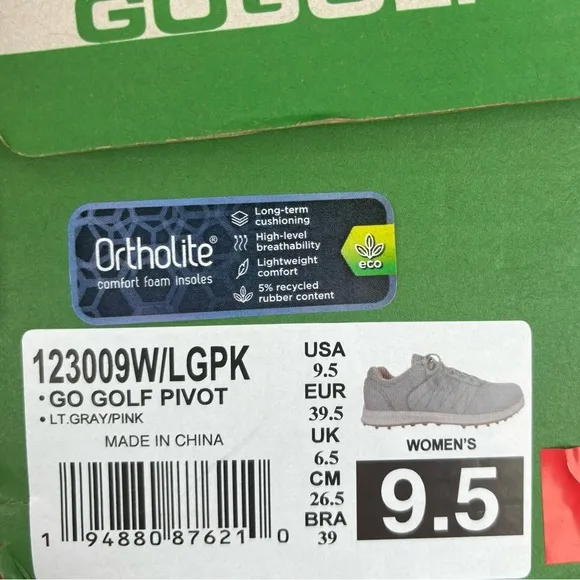 GOGOLF
Ortholite®
comfort foam insoles
Long-term
cushioning
High-level
breathability
Lightweight
comfort
5% recycled
rubber content
eco
123009W/LGPK
• GO GOLF PIVOT
• LT.GRAY/PINK
MADE IN CHINA
1 94880 87621 0
USA
9.5
EUR
39.5
UK
6.5
CM
26.5
BRA
39
WOMEN'S
9.5